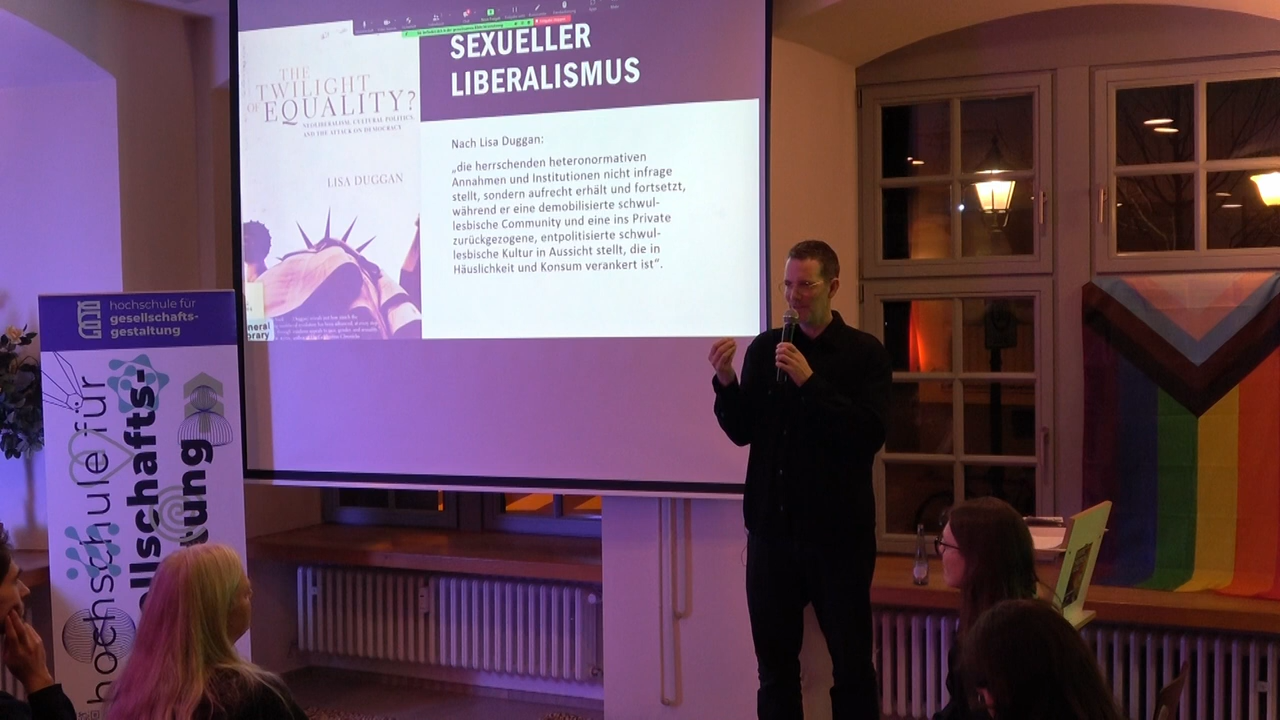 SEXUELLER
LIBERALISMUS
THE
TWILIGHT
OF EQUALITY?
NEOLIBERALISM, CULTURAL POLITICS,
AND THE ATTACK ON DEMOCRACY
LISA DUGGAN
Nach Lisa Duggan:
„die herrschenden heteronormativen
Annahmen und Institutionen nicht infrage
stellt, sondern aufrecht erhält und fortsetzt,
während er eine demobilisierte schwul-
lesbische Community und eine ins Private
zurückgezogene, entpolitisierte schwul-
lesbische Kultur in Aussicht stellt, die in
Häuslichkeit und Konsum verankert ist“.
hochschule für
gesellschafts-
gestaltung
hochschule für
ellschafts-
ung